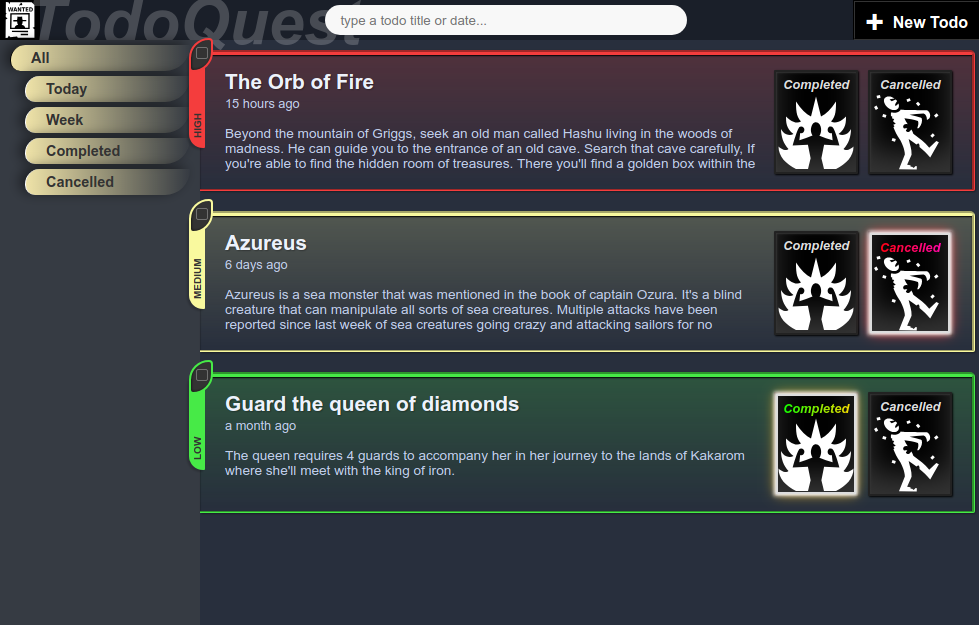 WANTED
TodoQuest
type a todo title or date...
New Todo
All
Today
Week
Completed
Cancelled
HIGH
The Orb of Fire
15 hours ago
Beyond the mountain of Griggs, seek an old man called Hashu living in the woods of
madness. He can guide you to the entrance of an old cave. Search that cave carefully, If
you're able to find the hidden room of treasures. There you'll find a golden box within the
Completed
Cancelled
MEDIUM
Azureus
6 days ago
Azureus is a sea monster that was mentioned in the book of captain Ozura. It's a blind
creature that can manipulate all sorts of sea creatures. Multiple attacks have been
reported since last week of sea creatures going crazy and attacking sailors for no
Completed
Cancelled
LOW
Guard the queen of diamonds
a month ago
The queen requires 4 guards to accompany her in her journey to the lands of Kakarom
where she'll meet with the king of iron.
Completed
Cancelled